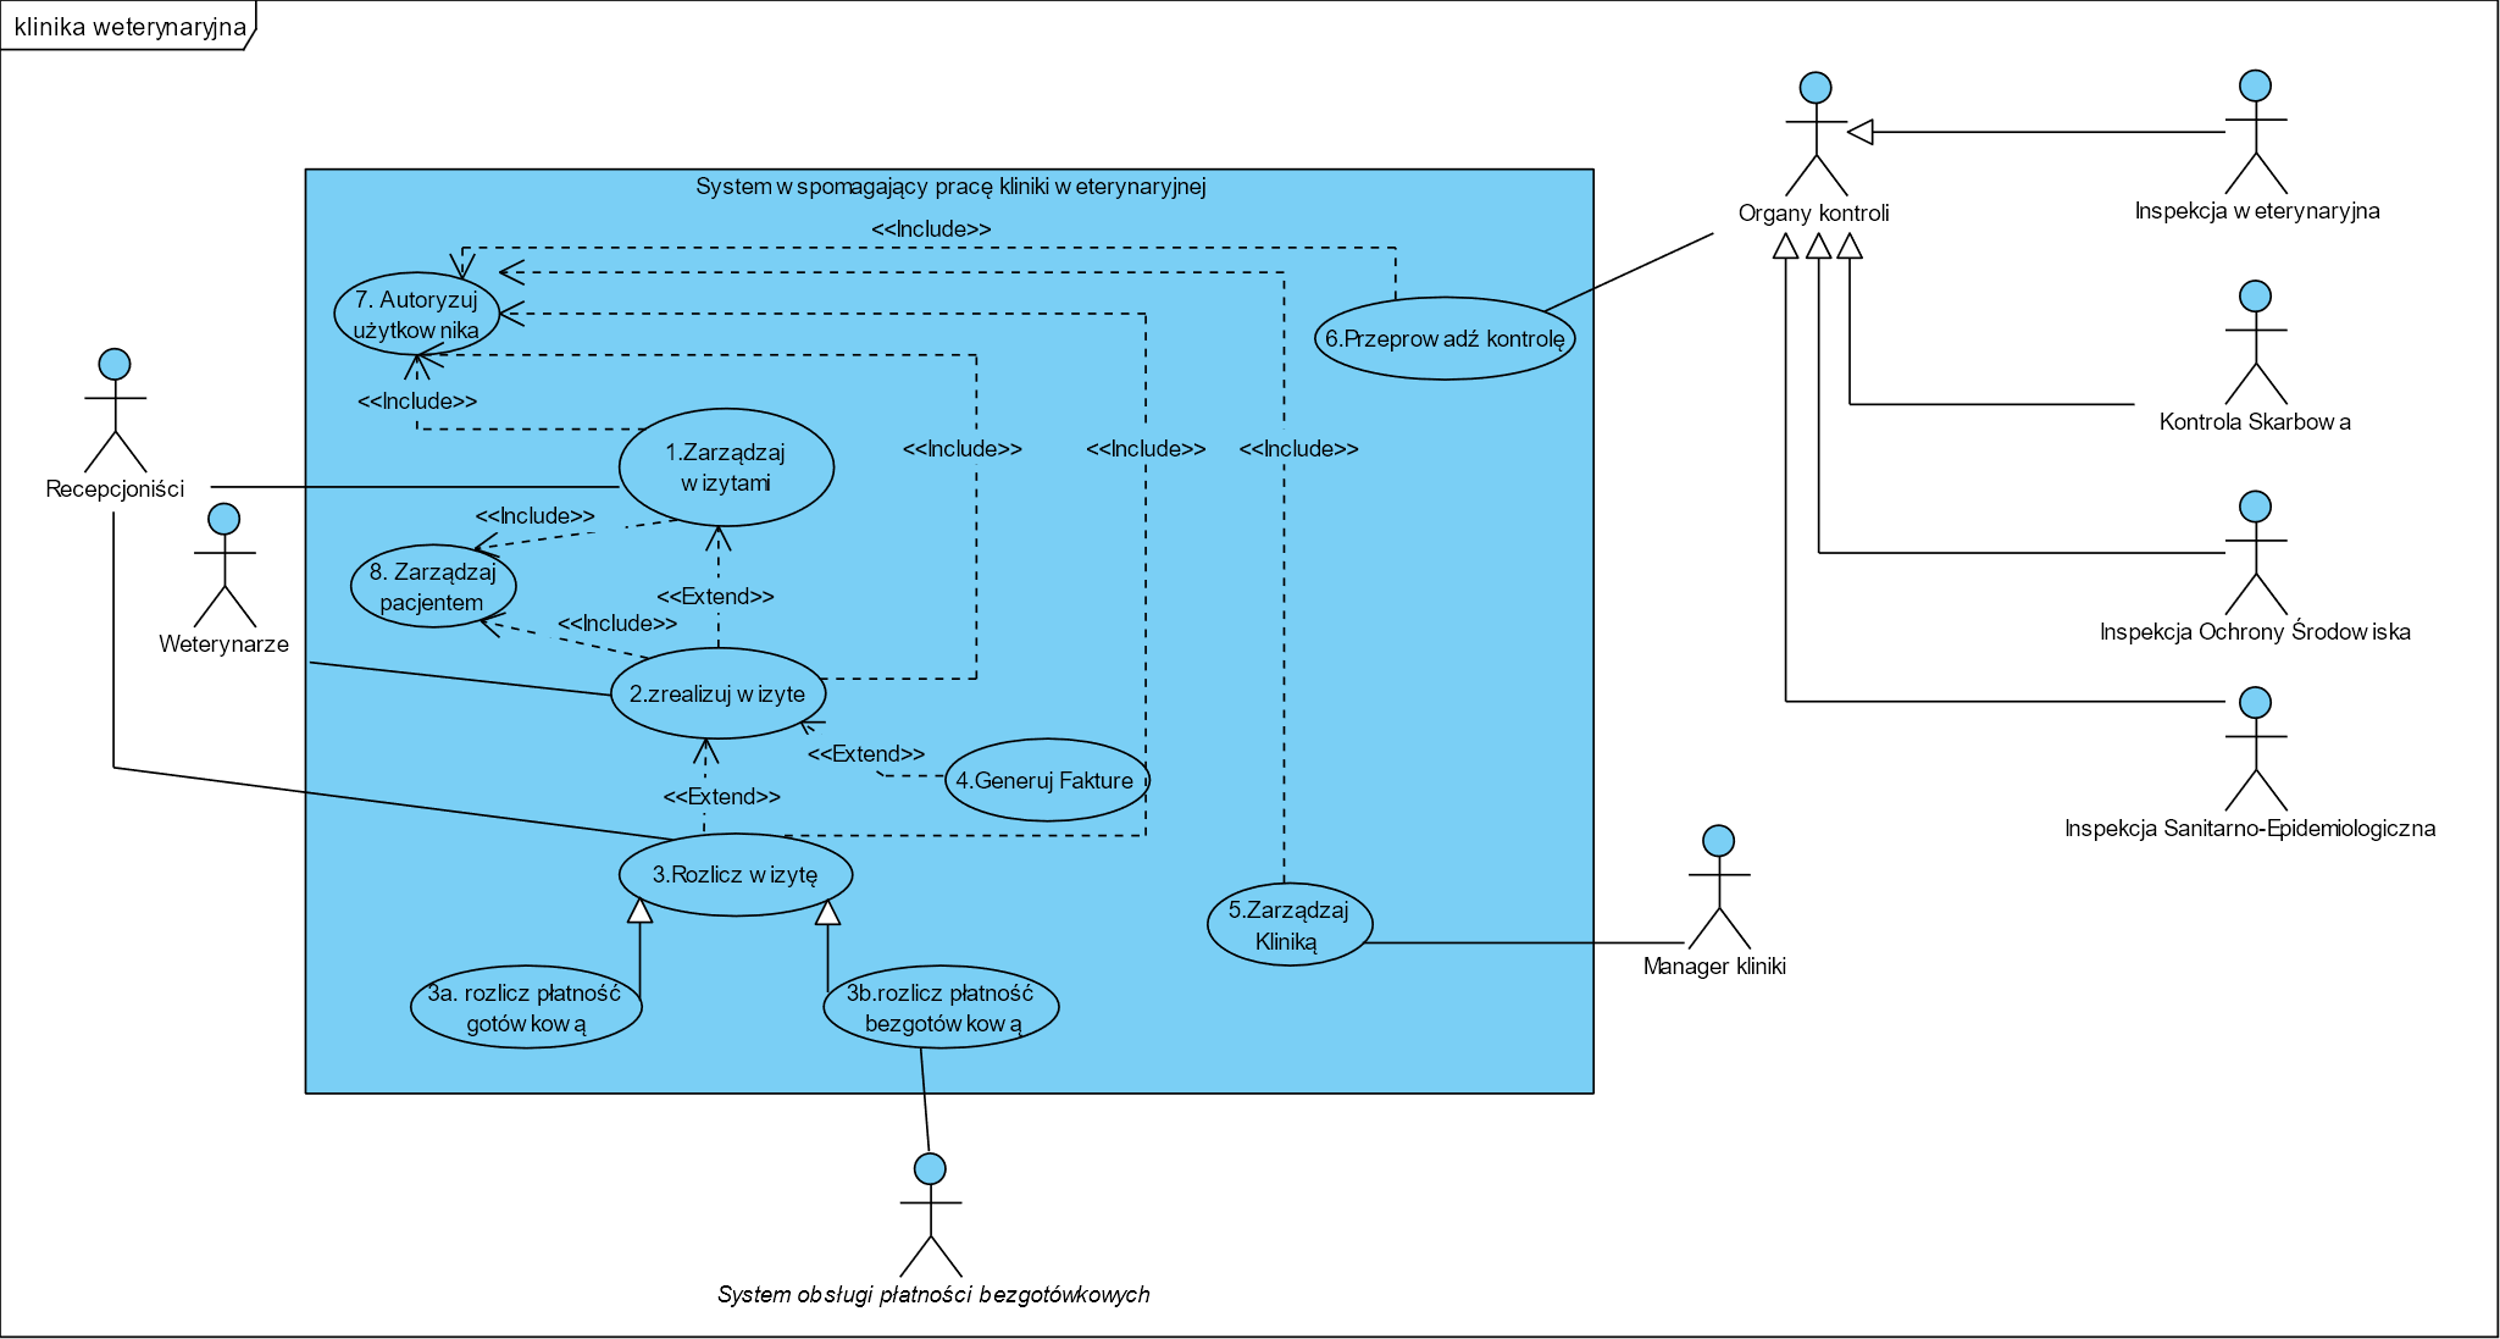 klinika weterynaryjna
System wspomagający pracę kliniki weterynaryjnej
<<Include>>
7. Autoryzuj
użytkownika
6.Przeprowadź kontrolę
<<Include>>
1.Zarządzaj
wizytami
<<Include>>
<<Include>>
<<Include>>
Recepcjoniści
<<Include>>
8. Zarządzaj
pacjentem
<<Extend>>
<<Include>>
Weterynarze
2.zrealizuj wizyte
<<Extend>>
4.Generuj Fakture
<<Extend>>
3.Rozlicz wizytę
5.Zarządzaj
Kliniką
3a. rozlicz płatność
gotówkową
3b.rozlicz płatność
bezgotówkową
System obsługi płatności bezgotówkowych
Organy kontroli
Inspekcja weterynaryjna
Kontrola Skarbowa
Inspekcja Ochrony Środowiska
Inspekcja Sanitarno-Epidemiologiczna
Manager kliniki